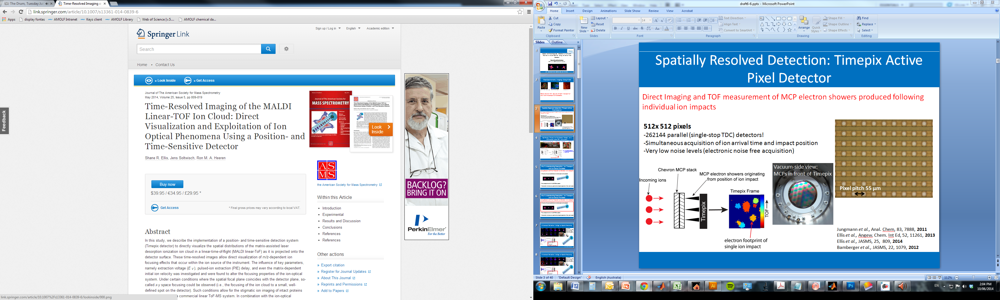 The Drum, Tuesday Jun
Time-Resolved Imaging o
link.springer.com/article/10.1007/s13361-014-0839-6
Apps
display fontas
AMOLF Intranet
Keys client
AMOLF Library
Web of Science [v.5....
AMOLF chemical da...
Sign up / Log in
English
Academic edition
Springer Link
Search
Home • Contact Us
» Look Inside
» Get Access
Feedback
Journal of The American Society for Mass Spectrometry
May 2014, Volume 25, Issue 5, pp 809-819
Time-Resolved Imaging of the MALDI
Linear-TOF Ion Cloud: Direct
Visualization and Exploitation of Ion
Optical Phenomena Using a Position- and
Time-Sensitive Detector
Shane R. Ellis, Jens Soltwisch, Ron M. A. Heeren
Journal of The American Society for
MASS SPECTROMETRY
Look
Inside
Buy now
$39.95 / €34.95 / £29.95 *
Get Access
* Final gross prices may vary according to local VAT.
AS
MS
the American Society for Mass Spectrometry
Within this Article
• Introduction
• Experimental
• Results and Discussion
• Conclusions
• References
• References
Other actions
» Export citation
» Register for Journal Updates
» About This Journal
» Reprints and Permissions
» Add to Papers
Abstract
In this study, we describe the implementation of a position- and time-sensitive detection system
(Timepix detector) to directly visualize the spatial distributions of the matrix-assisted laser
desorption ionization ion cloud in a linear-time-of-flight (MALDI linear-ToF) as it is projected onto the
detector surface. These time-resolved images allow direct visualization of m/z-dependent ion
focusing effects that occur within the ion source of the instrument. The influence of key parameters,
namely extraction voltage (E V), pulsed-ion extraction (PIE) delay, and even the matrix-dependent
initial ion velocity was investigated and were found to alter the focusing properties of the ion-optical
system. Under certain conditions where the spatial focal plane coincides with the detector plane, so-
called x-y space focusing could be observed (i.e., the focusing of the ion cloud to a small, well-
defined spot on the detector). Such conditions allow for the stigmatic ion imaging of intact proteins
a commercial linear ToF-MS system. In combination with the ion-optical
link.springer.com/article/10.1007%2Fs13361-014-0839-6/lookinside/000.png
BACKLOG?
BRING IT ON
PerkinElmer
For the Better
draft6-6.pptx - Microsoft PowerPoint
Home
Insert
Design
Animations
Slide Show
Review
View
Acrobat
Paste
Cut
Copy
Format Painter
Clipboard
New
Slide
Layout
Reset
Delete
Slides
14
Font
Text Direction
Align Text
Convert to SmartArt
Paragraph
Arrange
Quick
Styles
Shape Fill
Shape Outline
Shape Effects
Drawing
Find
Replace
Select
Editing
Slides
Outline
1
2
3
4
5
6
7
8
Spatially Resolved Detection: Timepix Active
Pixel Detector
Direct Imaging and TOF measurement of MCP electron showers produced following
individual ion impacts
512x 512 pixels
-262144 parallel (single-stop TDC) detectors!
-Simultaneous acquisition of ion arrival time and impact position
-Very low noise levels (electronic noise free acquisition)
Chevron MCP stack
Incoming ions
MCP electron showers originating
from position of ion impact
Timepix
Timepix Frame
TOF
electron footprint of
single ion impact
Vacuum-side view:
MCPs in front of Timepix
Pixel pitch 55 µm
Jungmann et al., Anal. Chem, 83, 7888, 2011
Ellis et al., Angew. Chem. Int Ed, 52, 11261, 2013
Ellis et al., JASMS, 25, 809, 2014
Bamberger et al., JASMS, 22, 1079, 2012
Slide 3 of 40
"Default Design"
English (Australia)
112%
EN
2:04 PM
10/06/2014